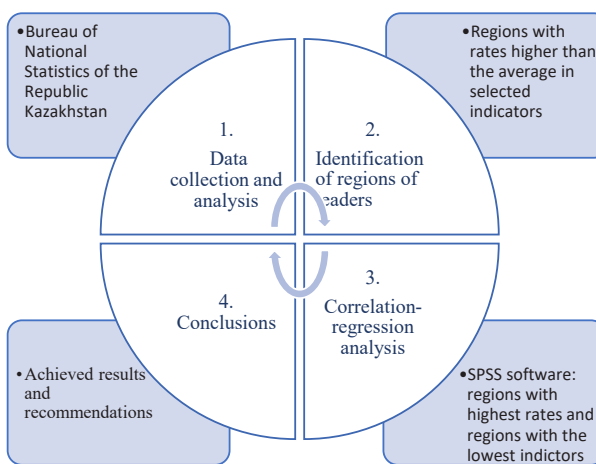 •Bureau of
National
Statistics of the
Republic
Kazakhstan
1.
Data
collection and
analysis
2.
Identification
of regions of
leaders
•Regions with
rates higher than
the average in
selected
indicators
3.
Correlation-
regression
analysis
•SPSS software:
regions with
highest rates and
regions with the
lowest indictors
4.
Conclusions
•Achieved results
and
recommendations